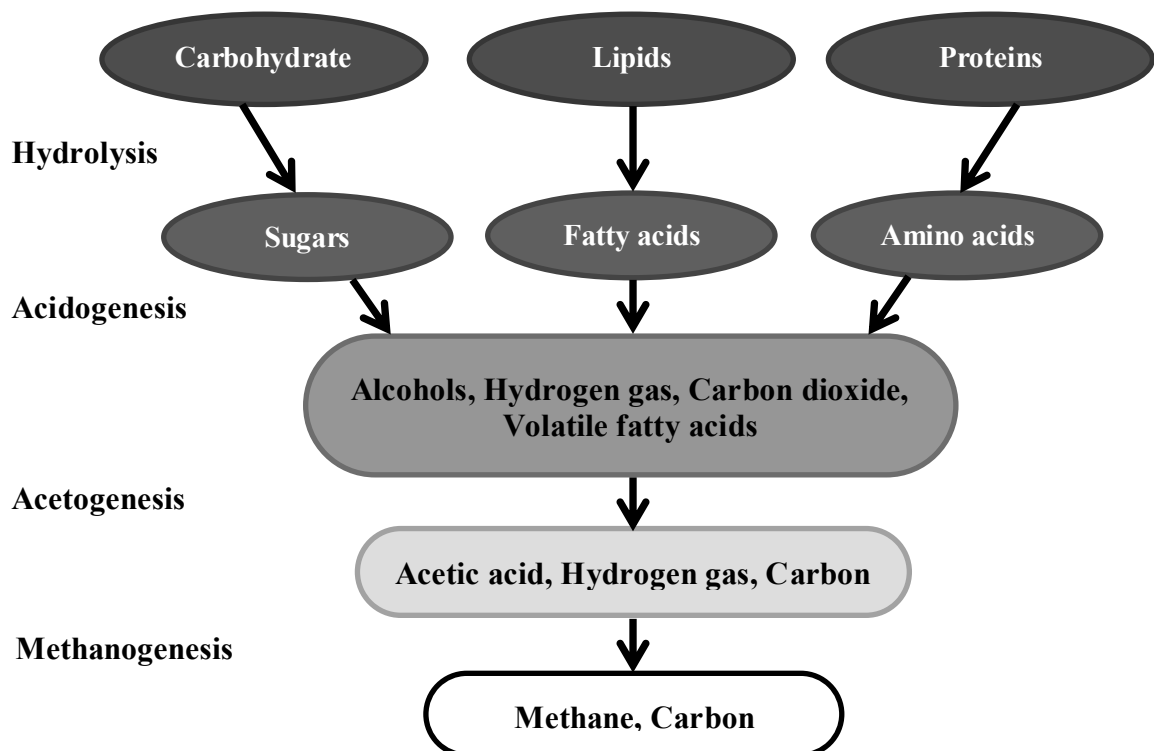 Carbohydrate
Lipids
Proteins
Hydrolysis
Sugars
Fatty acids
Amino acids
Acidogenesis
Alcohols, Hydrogen gas, Carbon dioxide,
Volatile fatty acids
Acetogenesis
Acetic acid, Hydrogen gas, Carbon
Methanogenesis
Methane, Carbon